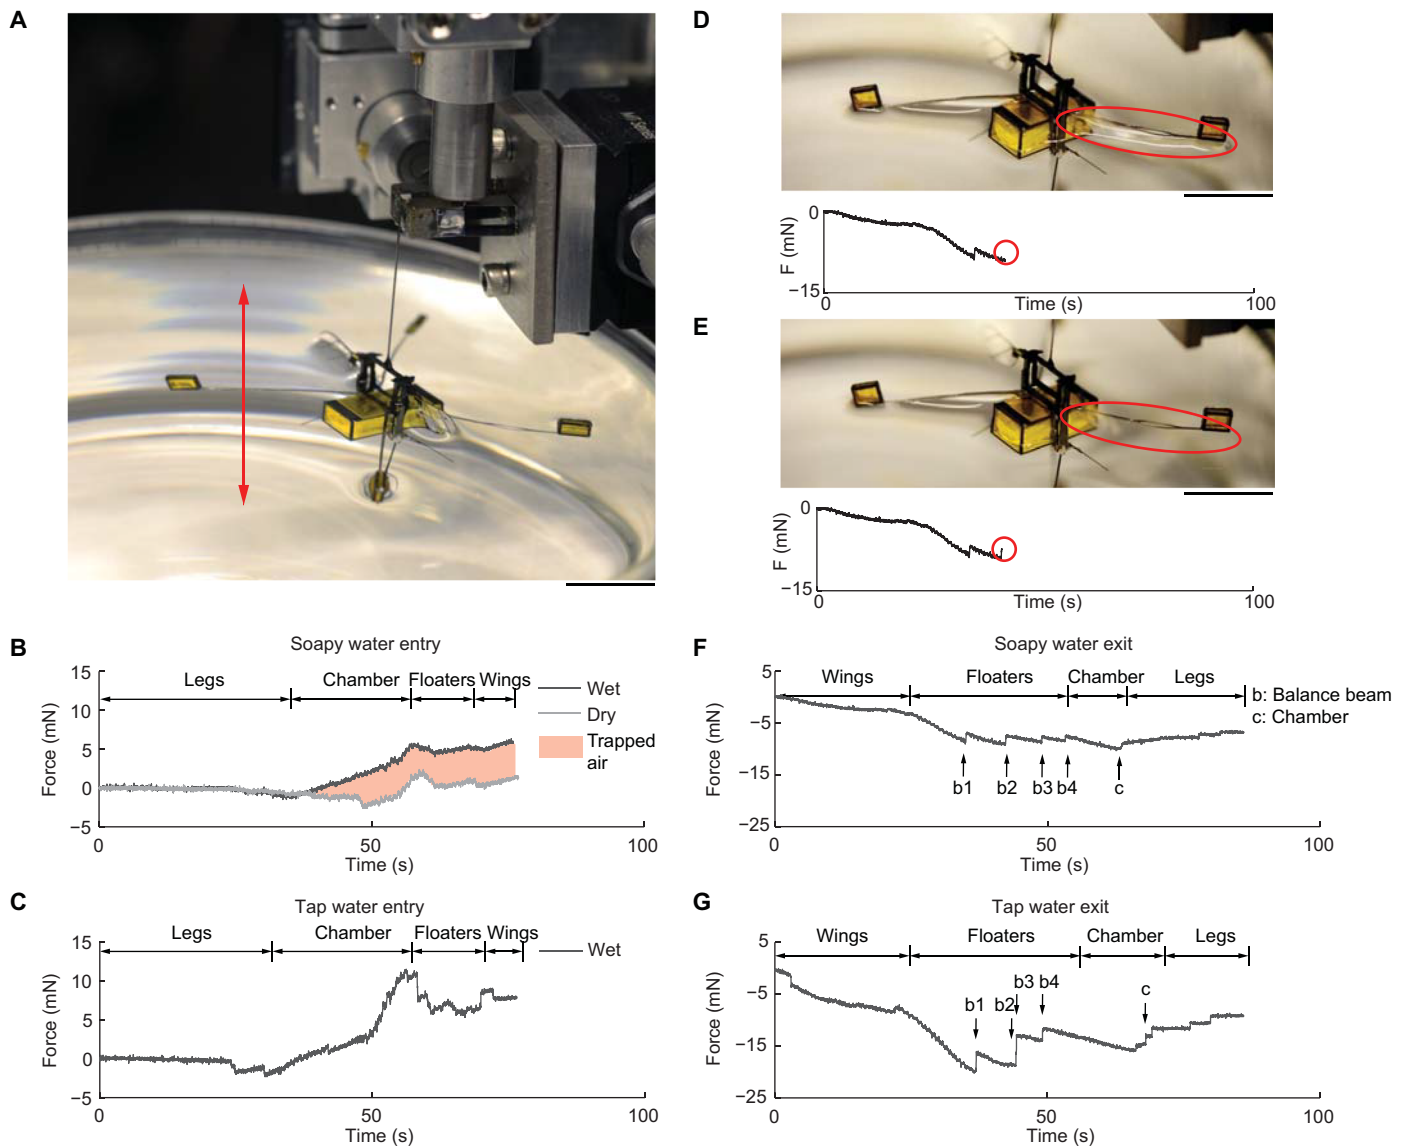 A
D
0
F (mN)
−15
0
Time (s)
100
E
0
F (mN)
−15
0
Time (s)
100
B
Soapy water entry
15
10
5
0
−5
Force (mN)
Legs
Chamber
Floaters
Wings
Wet
Dry
Trapped
air
0
50
100
Time (s)
F
Soapy water exit
5
−5
−15
−25
Force (mN)
Wings
Floaters
Chamber
Legs
b: Balance beam
c: Chamber
b1
b2
b3
b4
c
0
50
100
Time (s)
C
Tap water entry
15
10
5
0
−5
Force (mN)
Legs
Chamber
Floaters
Wings
Wet
0
50
100
Time (s)
G
Tap water exit
5
−5
−15
−25
Force (mN)
Wings
Floaters
Chamber
Legs
b1
b2
b3
b4
c
0
50
100
Time (s)